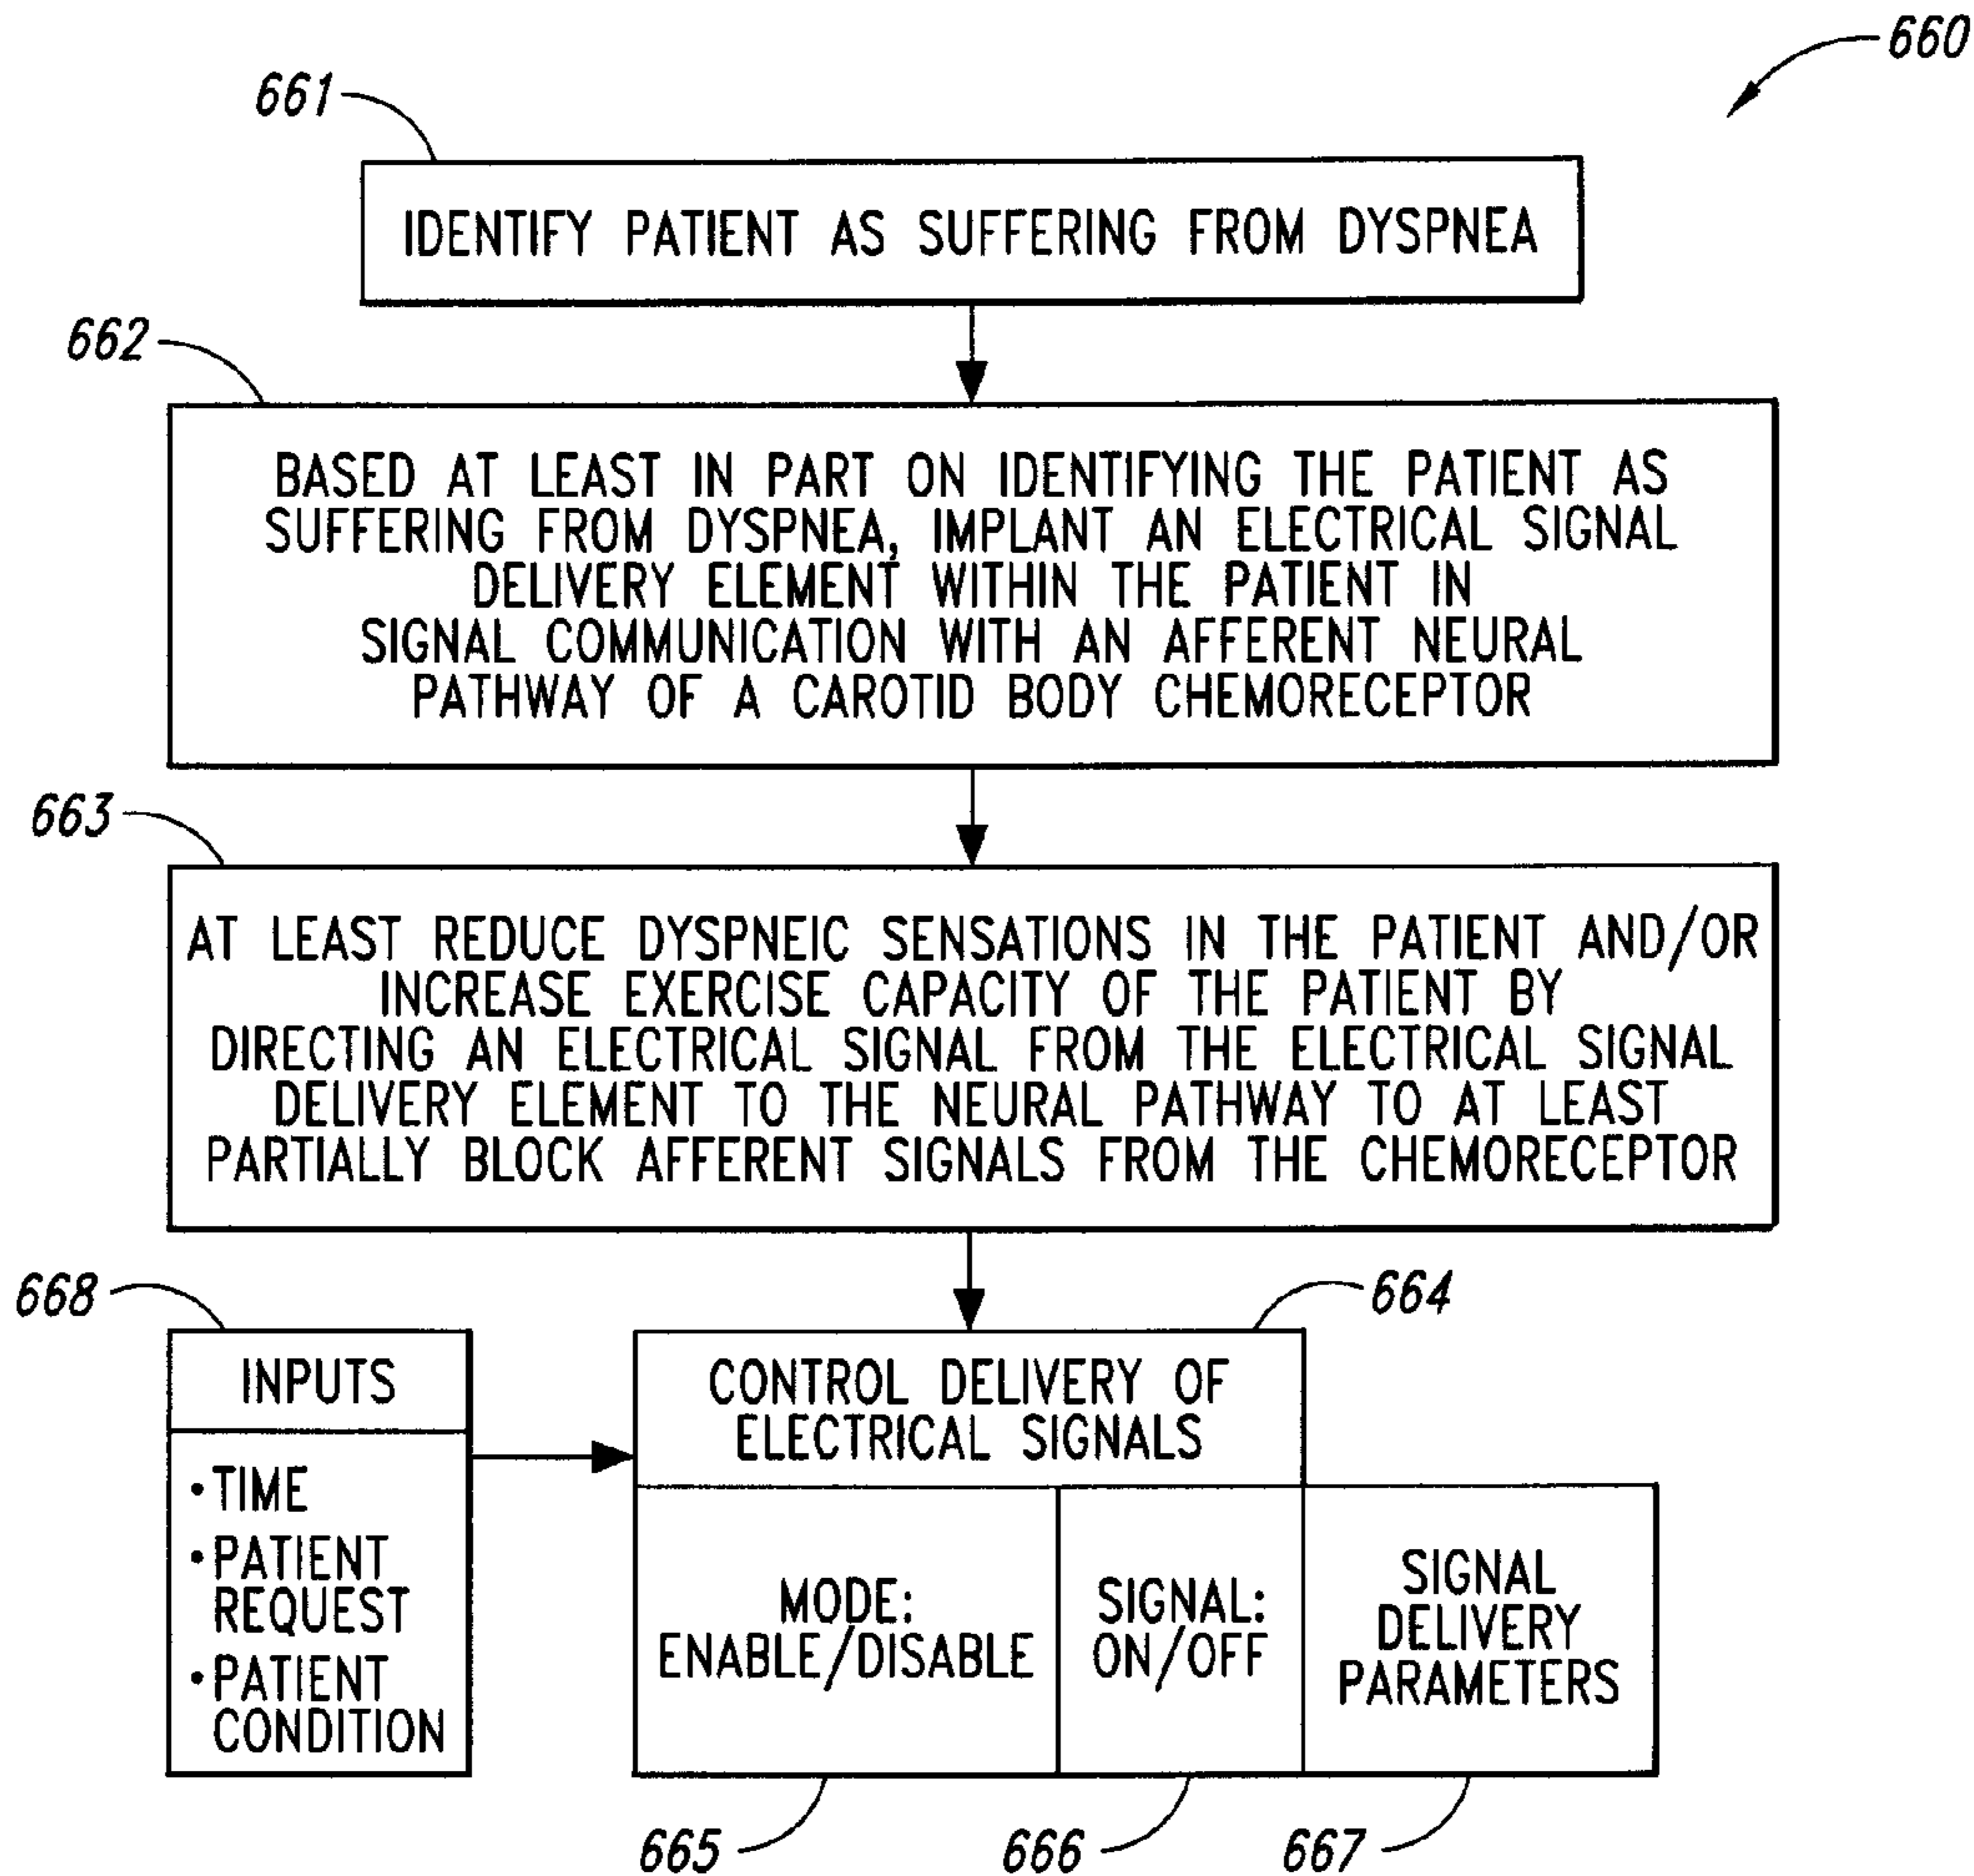 660
661
IDENTIFY PATIENT AS SUFFERING FROM DYSPNEA
662
BASED AT LEAST IN PART ON IDENTIFYING THE PATIENT AS
SUFFERING FROM DYSPNEA, IMPLANT AN ELECTRICAL SIGNAL
DELIVERY ELEMENT WITHIN THE PATIENT IN
SIGNAL COMMUNICATION WITH AN AFFERENT NEURAL
PATHWAY OF A CAROTID BODY CHEMORECEPTOR
663
AT LEAST REDUCE DYSPNEIC SENSATIONS IN THE PATIENT AND/OR
INCREASE EXERCISE CAPACITY OF THE PATIENT BY
DIRECTING AN ELECTRICAL SIGNAL FROM THE ELECTRICAL SIGNAL
DELIVERY ELEMENT TO THE NEURAL PATHWAY TO AT LEAST
PARTIALLY BLOCK AFFERENT SIGNALS FROM THE CHEMORECEPTOR
668
INPUTS
•TIME
•PATIENT
REQUEST
•PATIENT
CONDITION
664
CONTROL DELIVERY OF
ELECTRICAL SIGNALS
MODE:
ENABLE/DISABLE
SIGNAL:
ON/OFF
SIGNAL
DELIVERY
PARAMETERS
665
666
667